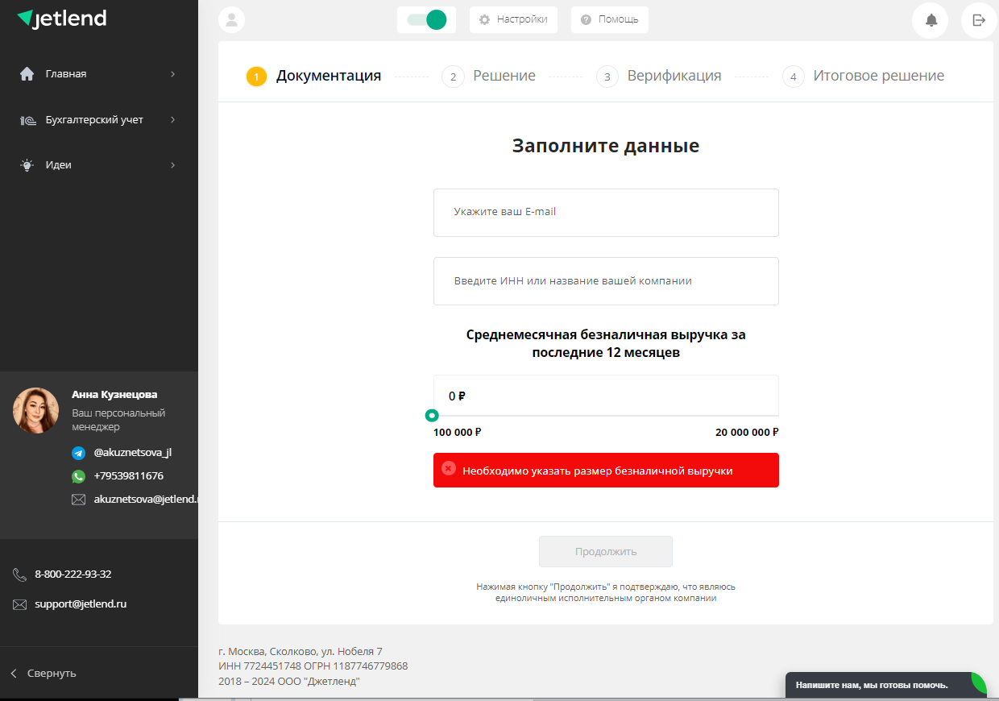 jetlend
Главная
Бухгалтерский учет
Идеи
Анна Кузнецова
Ваш персональный
менеджер
@akuznetsova_jl
+79539811676
akuznetsova@jetlend.
8-800-222-93-32
support@jetlend.ru
Свернуть
Настройки
Помощь
1 Документация
2 Решение
3 Верификация
4 Итоговое решение
Заполните данные
Укажите ваш E-mail
Введите ИНН или название вашей компании
Среднемесячная безналичная выручка за
последние 12 месяцев
0 ₽
100 000 ₽ 20 000 000 ₽
Необходимо указать размер безналичной выручки
Продолжить
Нажимая кнопку "Продолжить" я подтверждаю, что являюсь
единоличным исполнительным органом компании
г. Москва, Сколково, ул. Нобеля 7
ИНН 7724451748 ОГРН 1187746779868
2018 – 2024 ООО "Джетленд"
Напишите нам, мы готовы помочь.